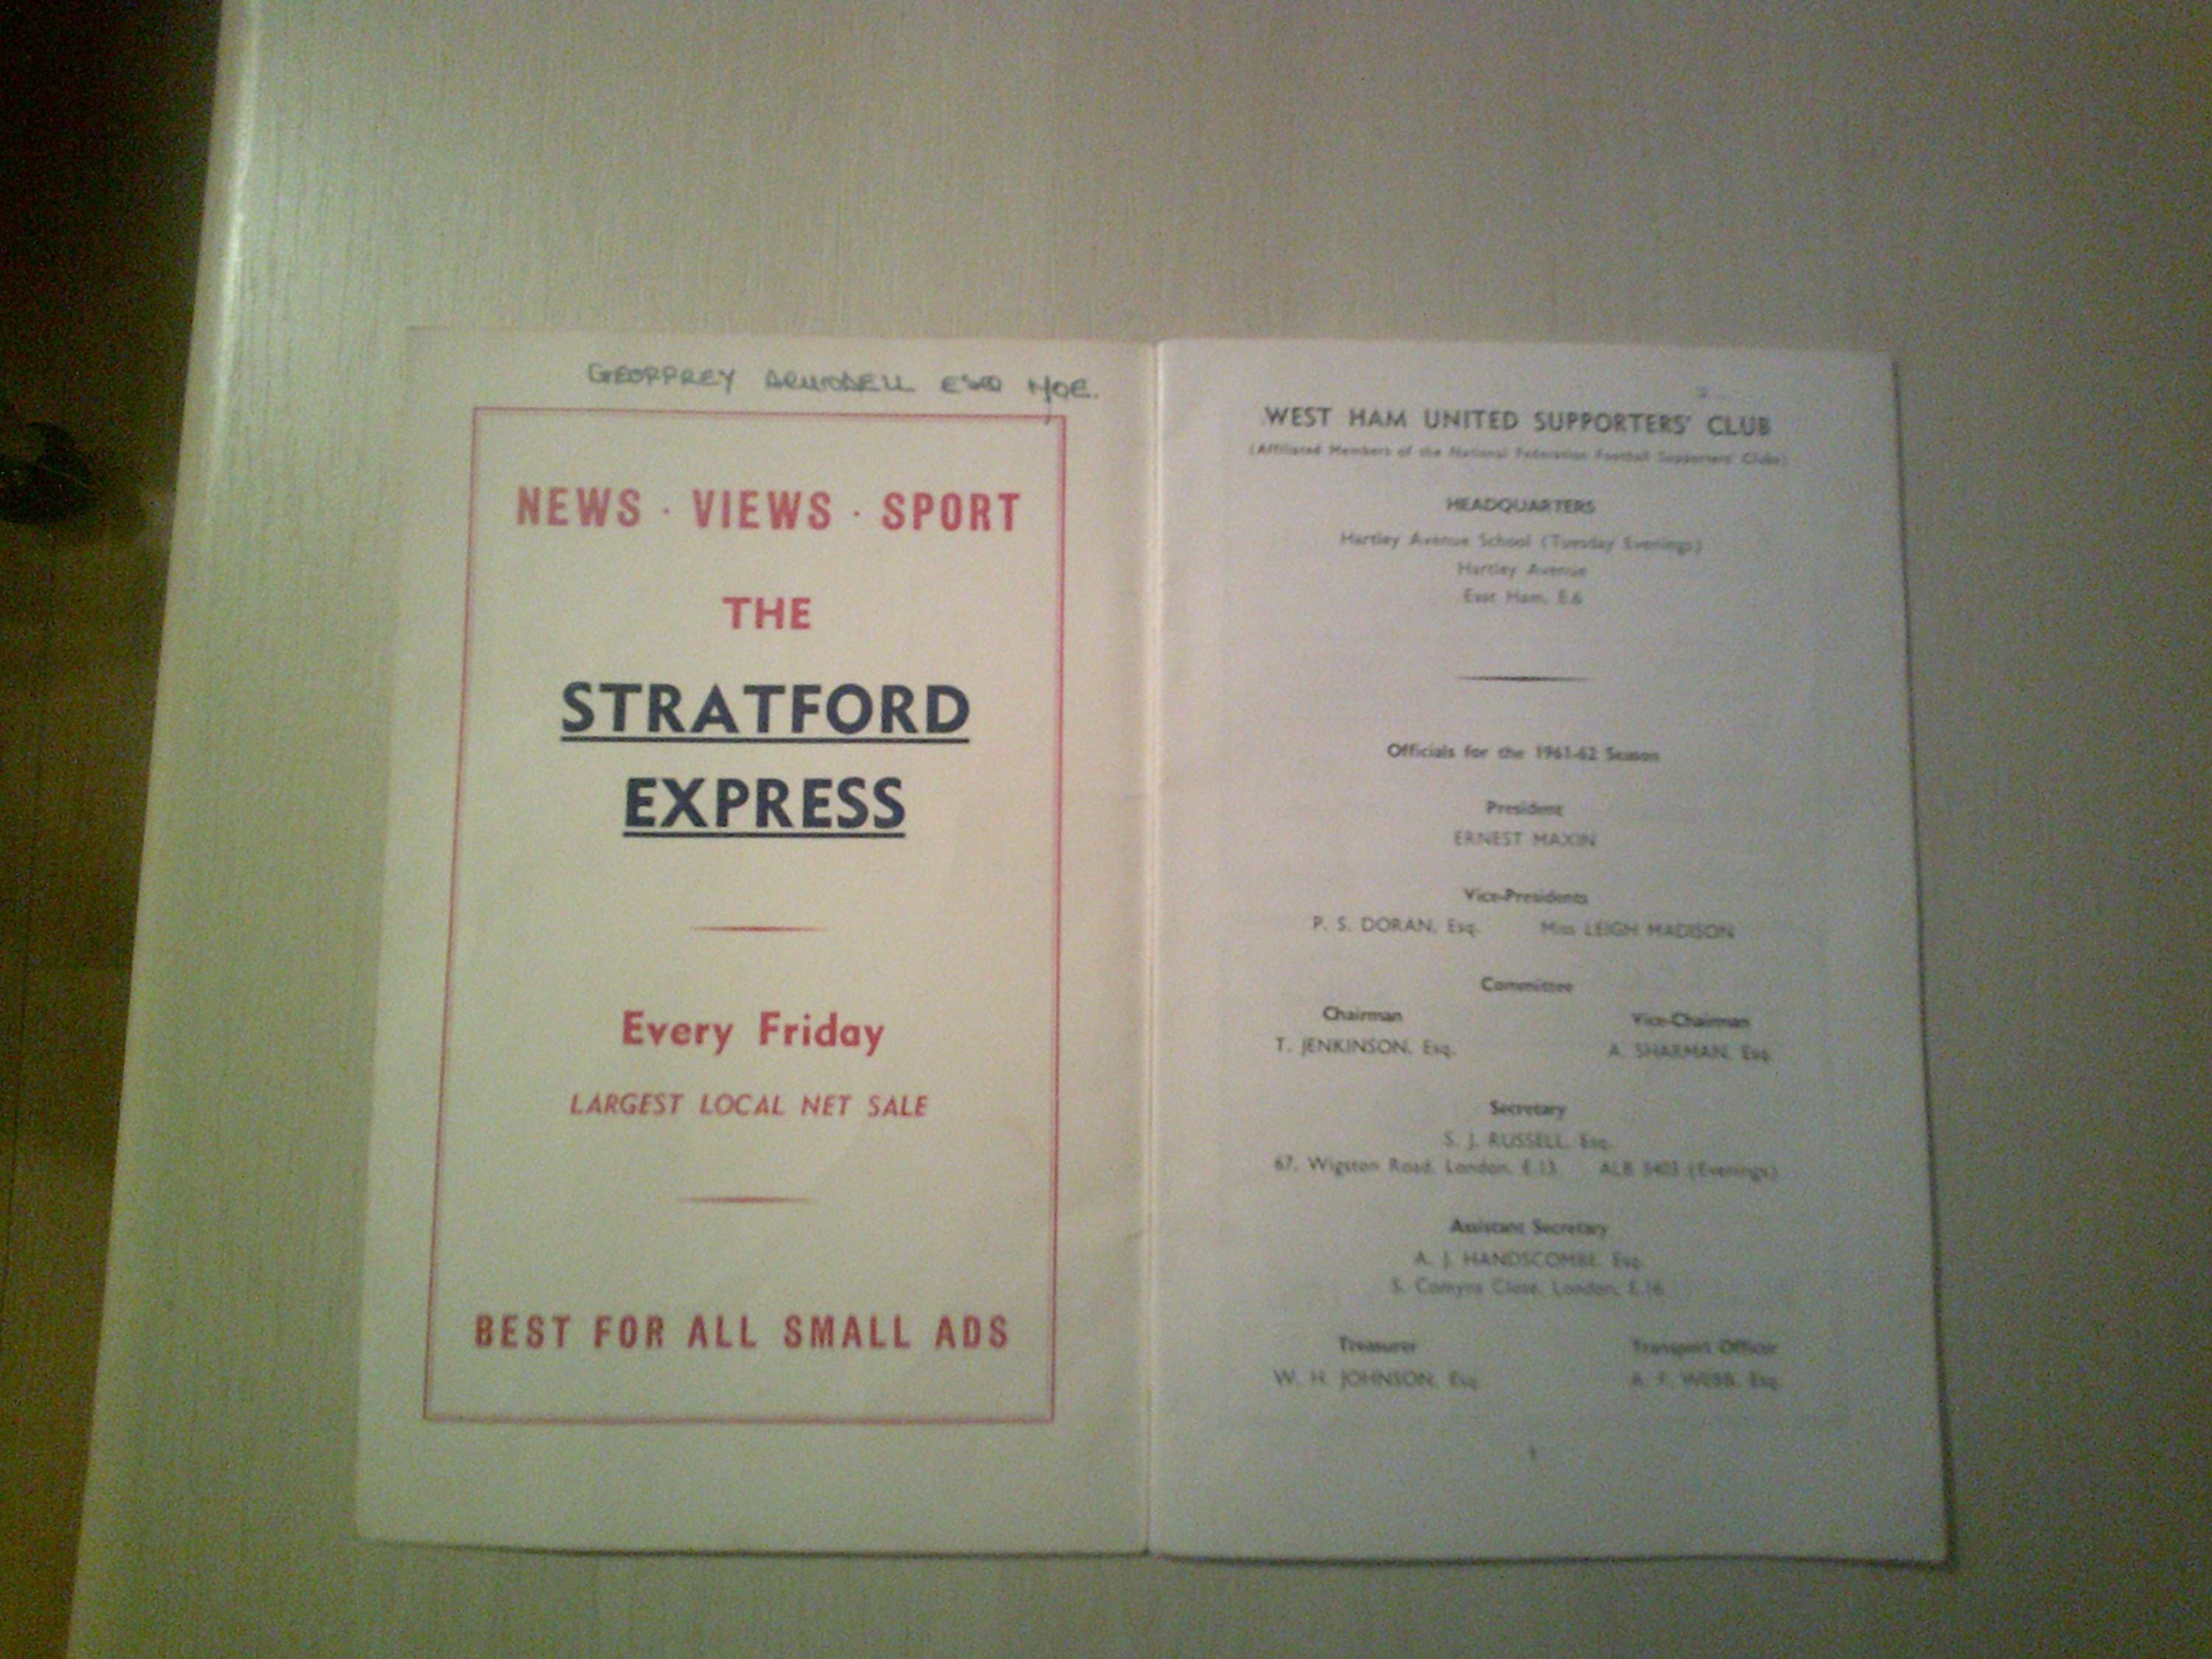 GEOFFREY
NEWS · VIEWS · SPORT
THE
STRATFORD
EXPRESS
Every Friday
LARGEST LOCAL NET SALE
BEST FOR ALL SMALL ADS
WEST HAM UNITED SUPPORTERS' CLUB
(Affiliated Members of the National Federation Football Supporters' Clubs)
HEADQUARTERS
Hartley Avenue School (Tuesday Evenings)
Hartley Avenue
East Ham, E.6
Officials for the 1961-62 Season
President
ERNEST MAXIN
Vice-Presidents
P. S. DORAN, Esq. Miss LEIGH MADISON
Committee
Chairman Vice-Chairman
T. JENKINSON, Esq. A. SHARMAN, Esq.
Secretary
S. J. RUSSELL, Esq.
67, Wigston Road, London, E.13. ALB (Evenings)
Assistant Secretary
A. J. HANDSCOMBE, Esq.
5, Comyns Close, London, E.16.
Treasurer Transport Officer
W. H. JOHNSON, Esq. A. F. WEBB, Esq.